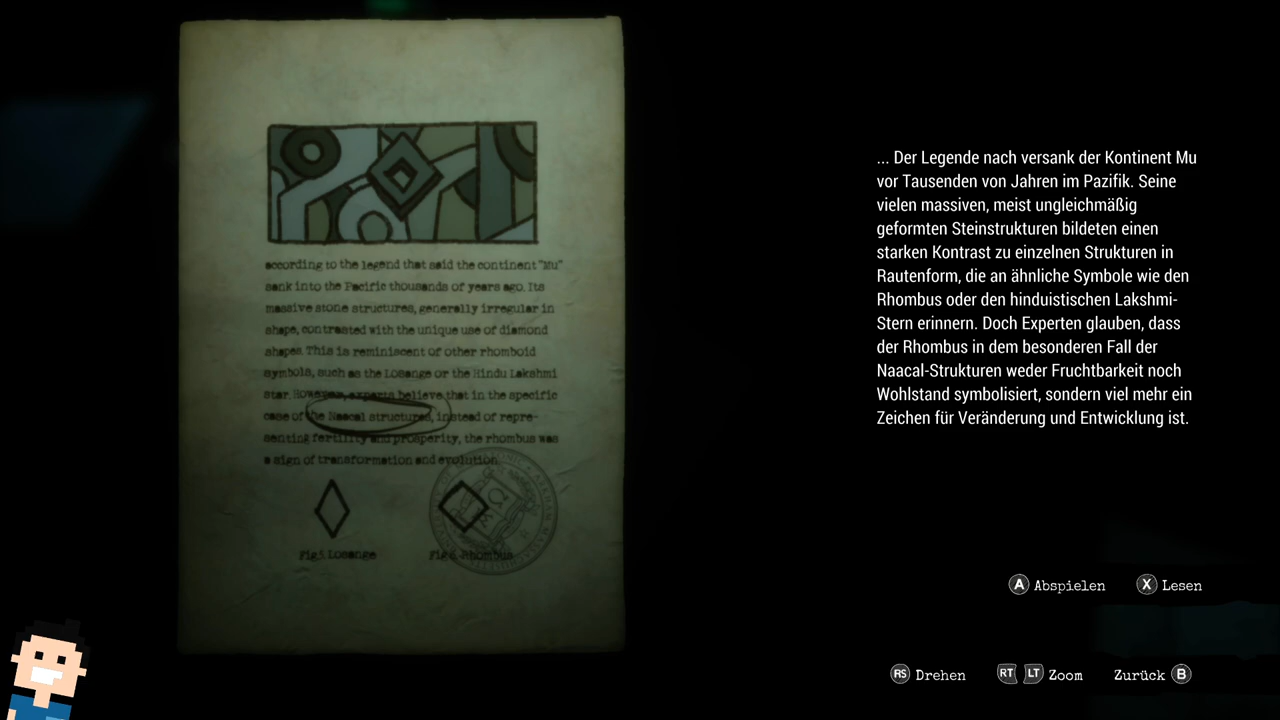 according to the legend that said the continent "Mu"
sank into the Pacific thousands of years ago. Its
massive stone structures, generally irregular in
shape, contrasted with the unique use of diamond
shapes. This is reminiscent of other rhomboid
symbols, such as the Losange or the Hindu Lakshmi
star. However, experts believe that in the specific
case of the Naacal structures, instead of repre-
senting fertility and prosperity, the rhombus was
a sign of transformation and evolution.
Fig5. Losange
Fig6. Rhombus
... Der Legende nach versank der Kontinent Mu
vor Tausenden von Jahren im Pazifik. Seine
vielen massiven, meist ungleichmäßig
geformten Steinstrukturen bildeten einen
starken Kontrast zu einzelnen Strukturen in
Rautenform, die an ähnliche Symbole wie den
Rhombus oder den hinduistischen Lakshmi-
Stern erinnern. Doch Experten glauben, dass
der Rhombus in dem besonderen Fall der
Naacal-Strukturen weder Fruchtbarkeit noch
Wohlstand symbolisiert, sondern viel mehr ein
Zeichen für Veränderung und Entwicklung ist.
A Abspielen X Lesen
RS Drehen RT LT Zoom Zurück B